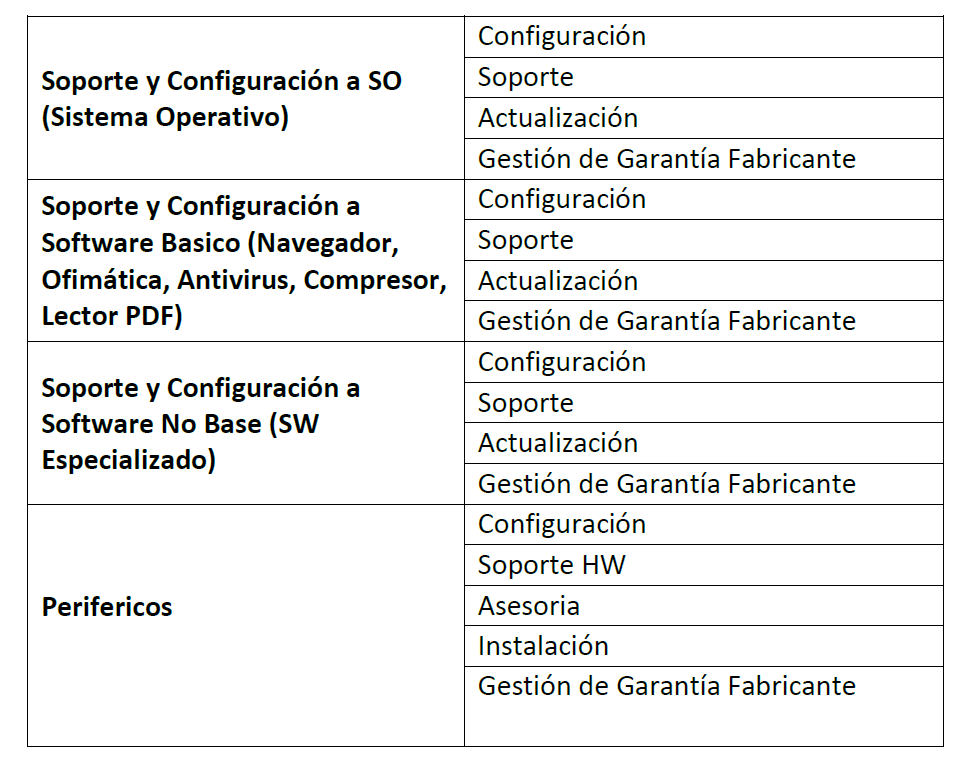 Soporte y Configuración a SO
(Sistema Operativo)
Configuración
Soporte
Actualización
Gestión de Garantía Fabricante
Soporte y Configuración a
Software Basico (Navegador,
Ofimática, Antivirus, Compresor,
Lector PDF)
Configuración
Soporte
Actualización
Gestión de Garantía Fabricante
Soporte y Configuración a
Software No Base (SW
Especializado)
Configuración
Soporte
Actualización
Gestión de Garantía Fabricante
Perifericos
Configuración
Soporte HW
Asesoria
Instalación
Gestión de Garantía Fabricante